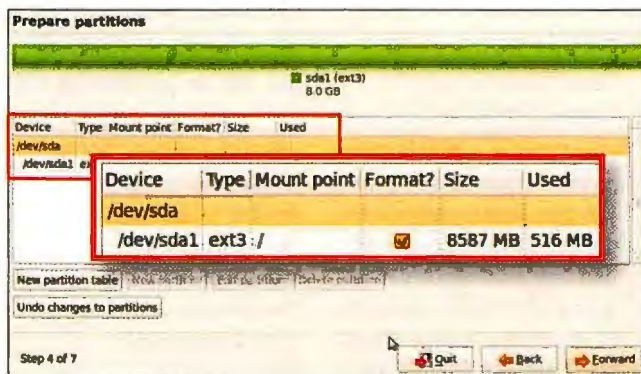 Prepare partitions
sda1 (ext3)
8.0 GB
Device Type Mount point Format? Size Used
/dev/sda
/dev/sda1
Device Type Mount point Format? Size Used
/dev/sda
/dev/sda1 ext3 / 8587 MB 516 MB
New partition table
Undo changes to partitions
Step 4 of 7 Quit Back Forward